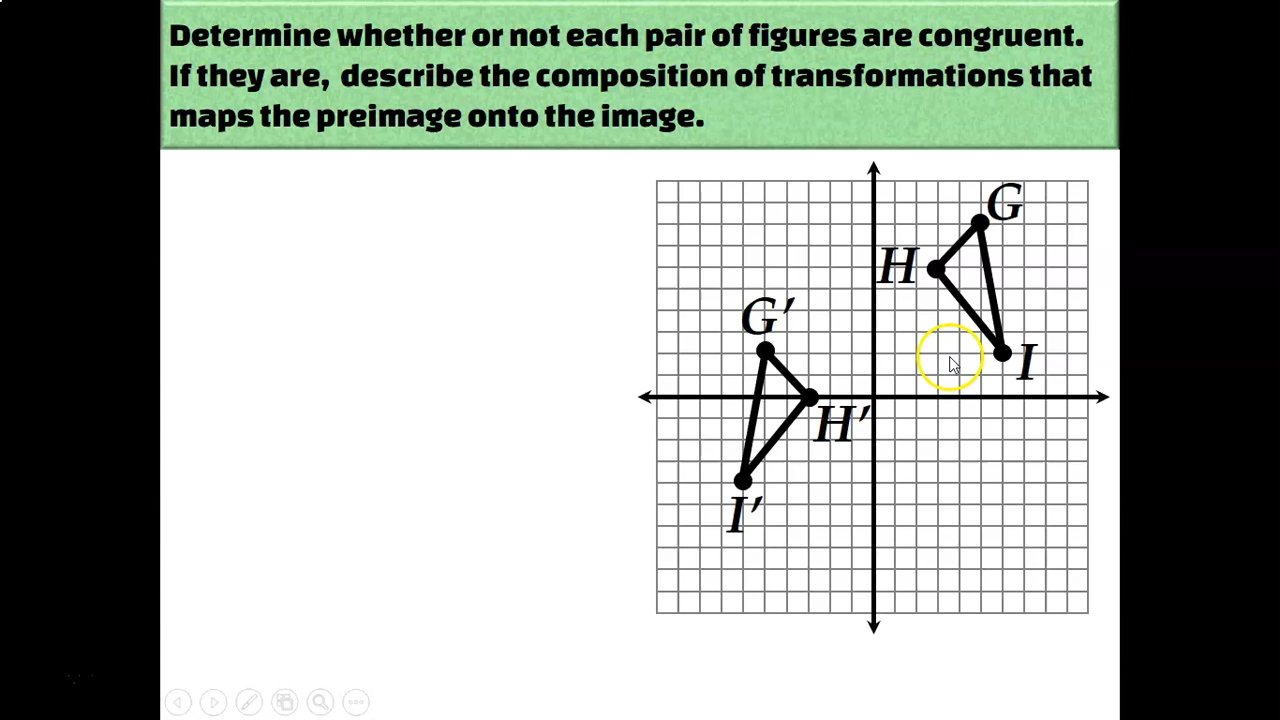 Determine whether or not each pair of figures are congruent.
If they are, describe the composition of transformations that
maps the preimage onto the image.
G
H
G′
I
H′
I′